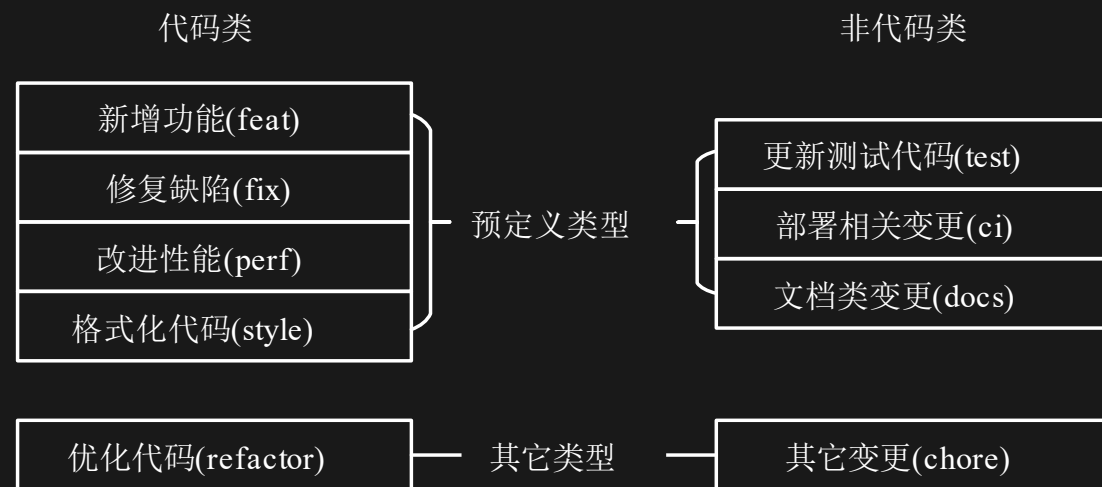 代码类
非代码类
新增功能(feat)
修复缺陷(fix)
改进性能(perf)
格式化代码(style)
预定义类型
更新测试代码(test)
部署相关变更(ci)
文档类变更(docs)
优化代码(refactor)
其它类型
其它变更(chore)